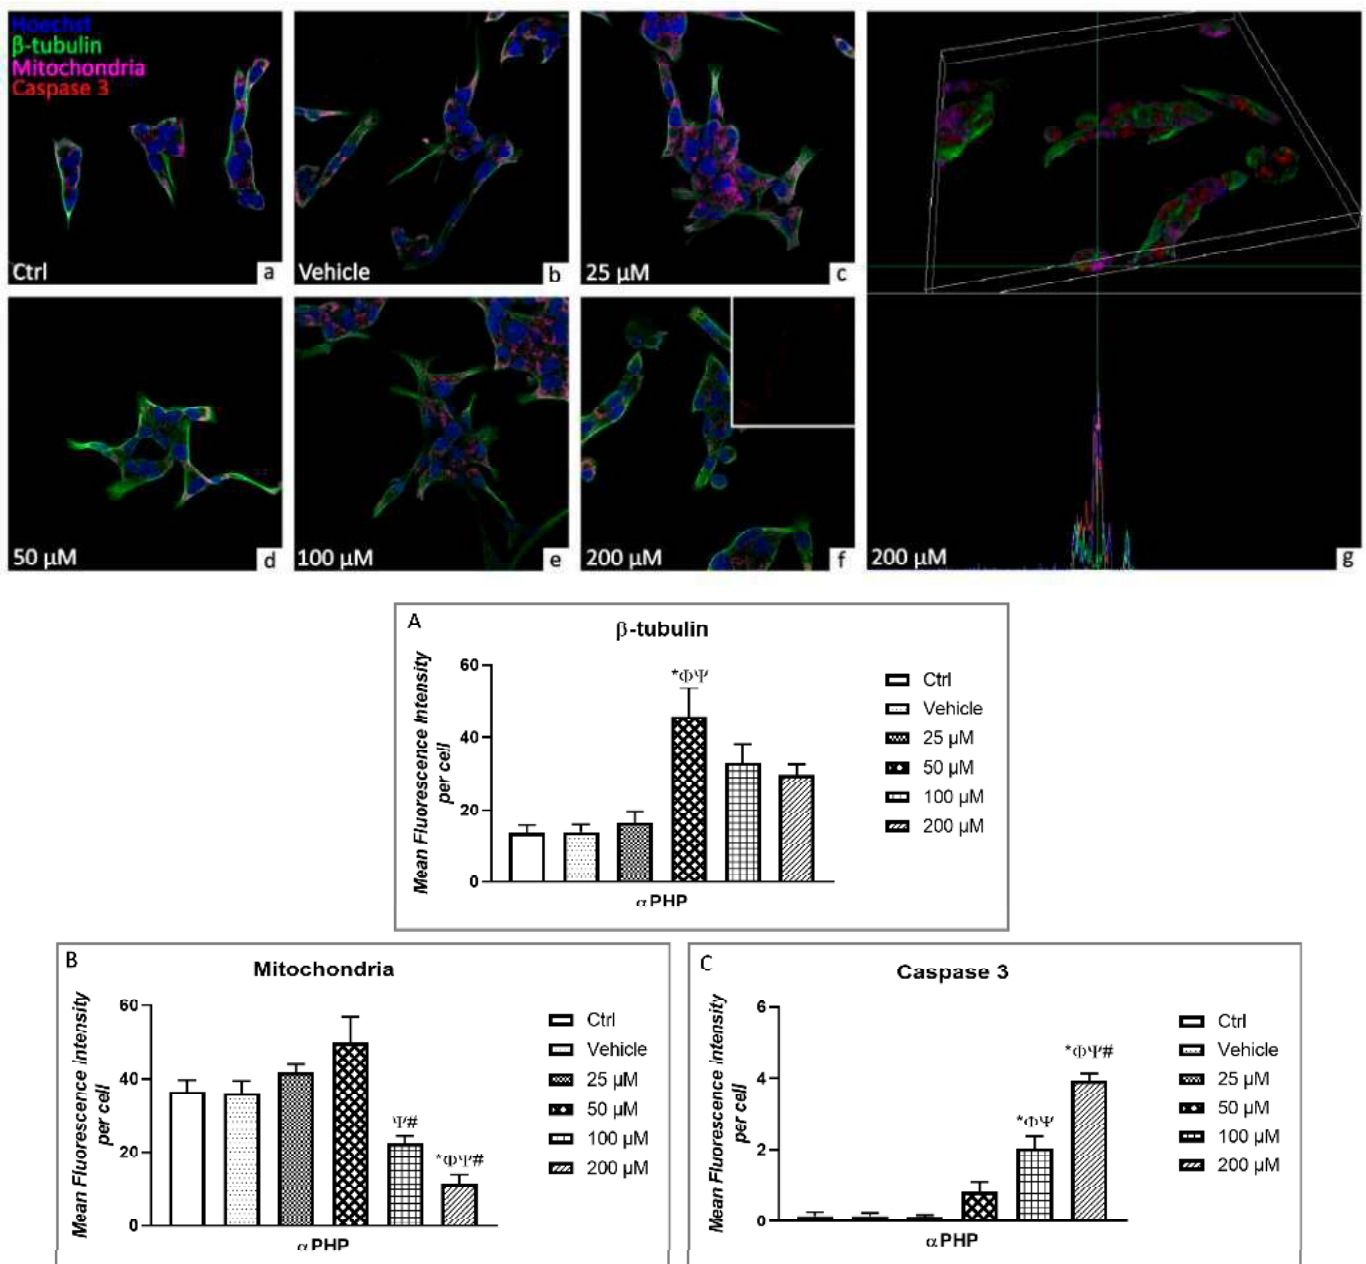 Hoechst
β-tubulin
Mitochondria
Caspase 3
Ctrl
a
Vehicle
b
25 µM
c
50 µM
d
100 µM
e
200 µM
f
200 µM
g
A
β-tubulin
Mean Fluorescence Intensity
per cell
60
40
20
0
*ΦΨ
αPHP
Ctrl
Vehicle
25 µM
50 µM
100 µM
200 µM
B
Mitochondria
Mean Fluorescence Intensity
per cell
60
40
20
0
Ψ#
*ΦΨ#
αPHP
Ctrl
Vehicle
25 µM
50 µM
100 µM
200 µM
C
Caspase 3
Mean Fluorescence Intensity
per cell
6
4
2
0
*ΦΨ
*ΦΨ#
αPHP
Ctrl
Vehicle
25 µM
50 µM
100 µM
200 µM